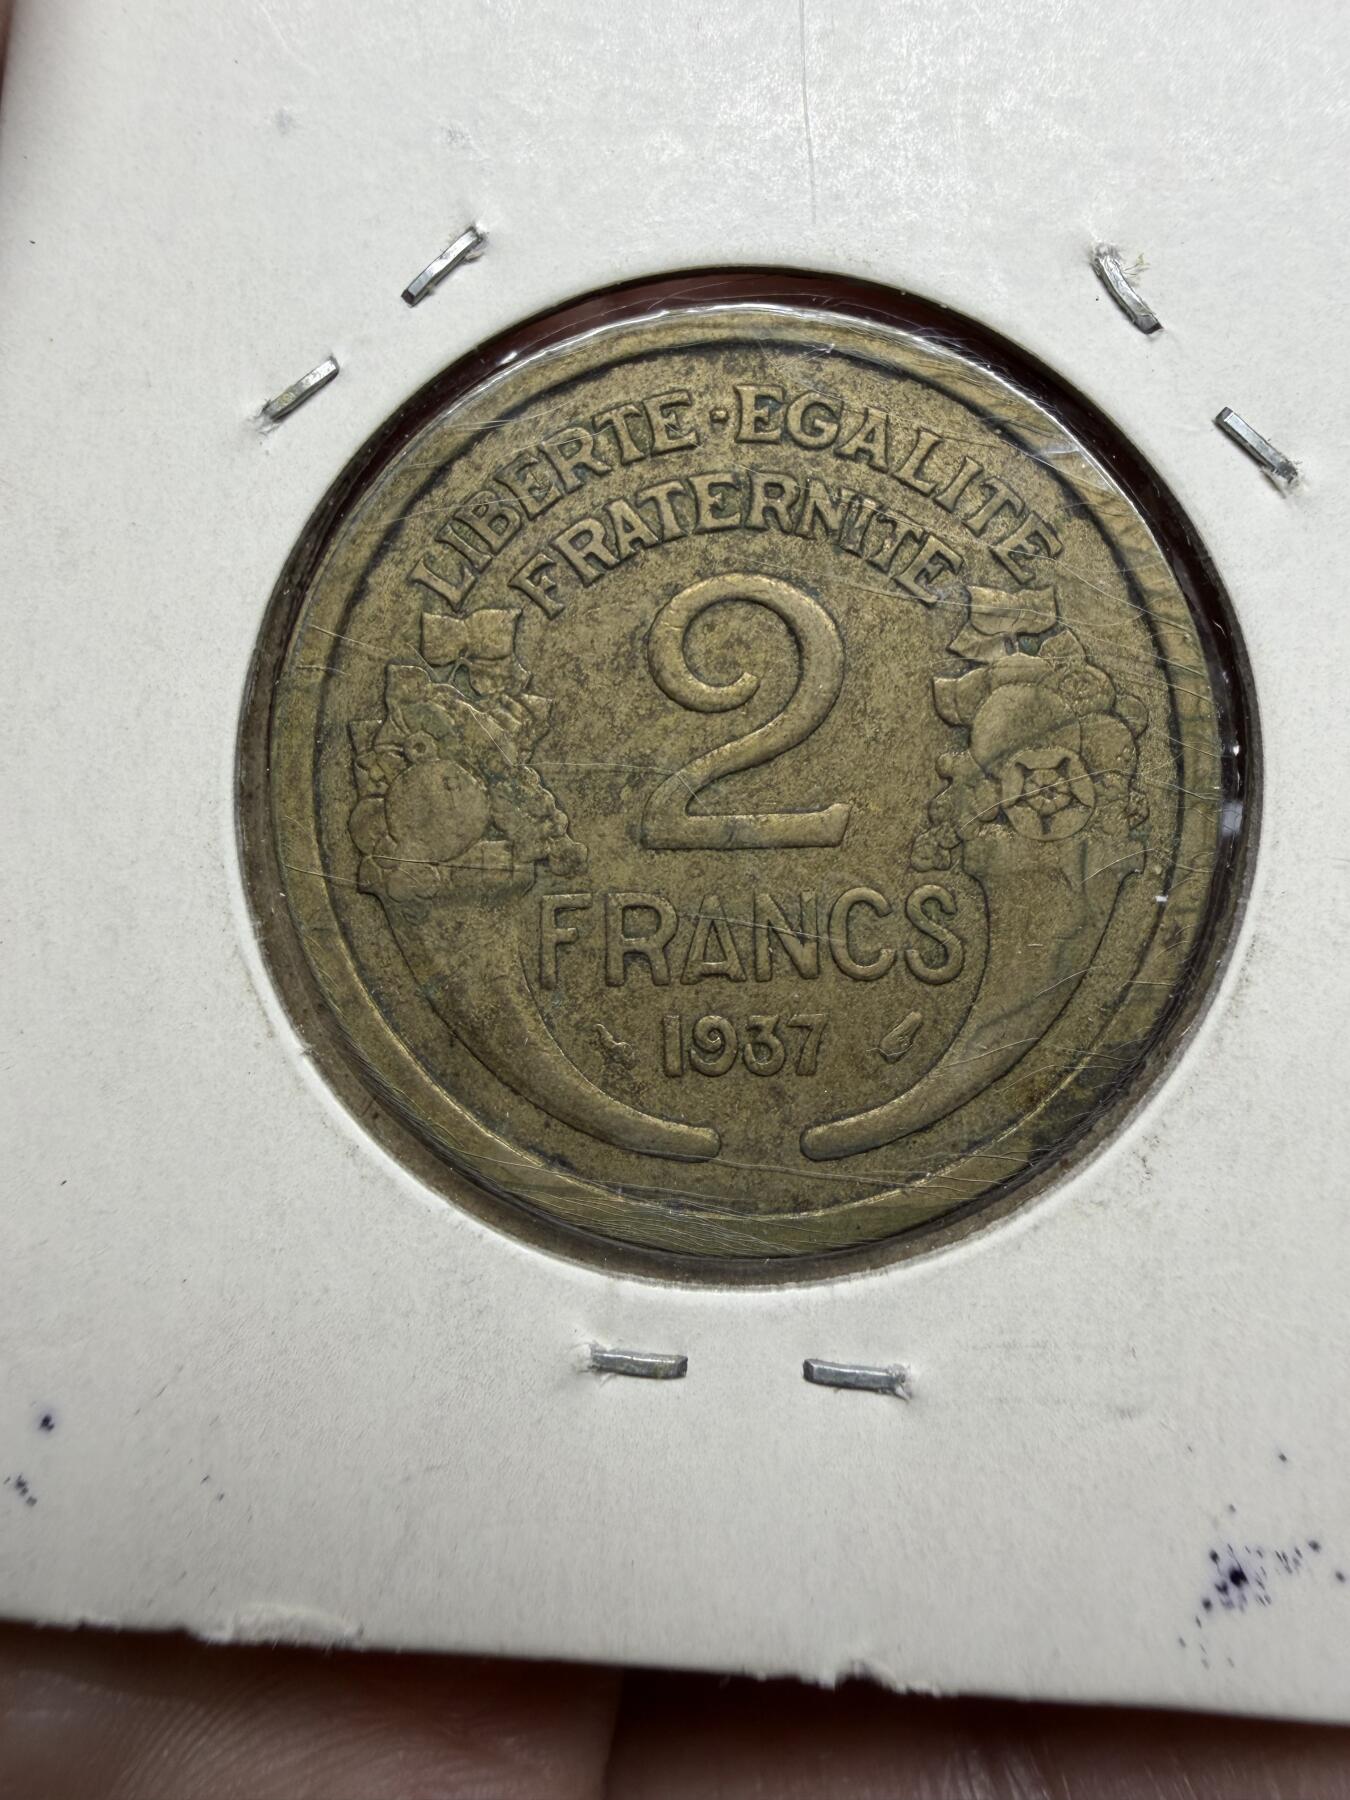 LIBERTE·EGALITE
FRATERNITE
2
FRANCS
1937